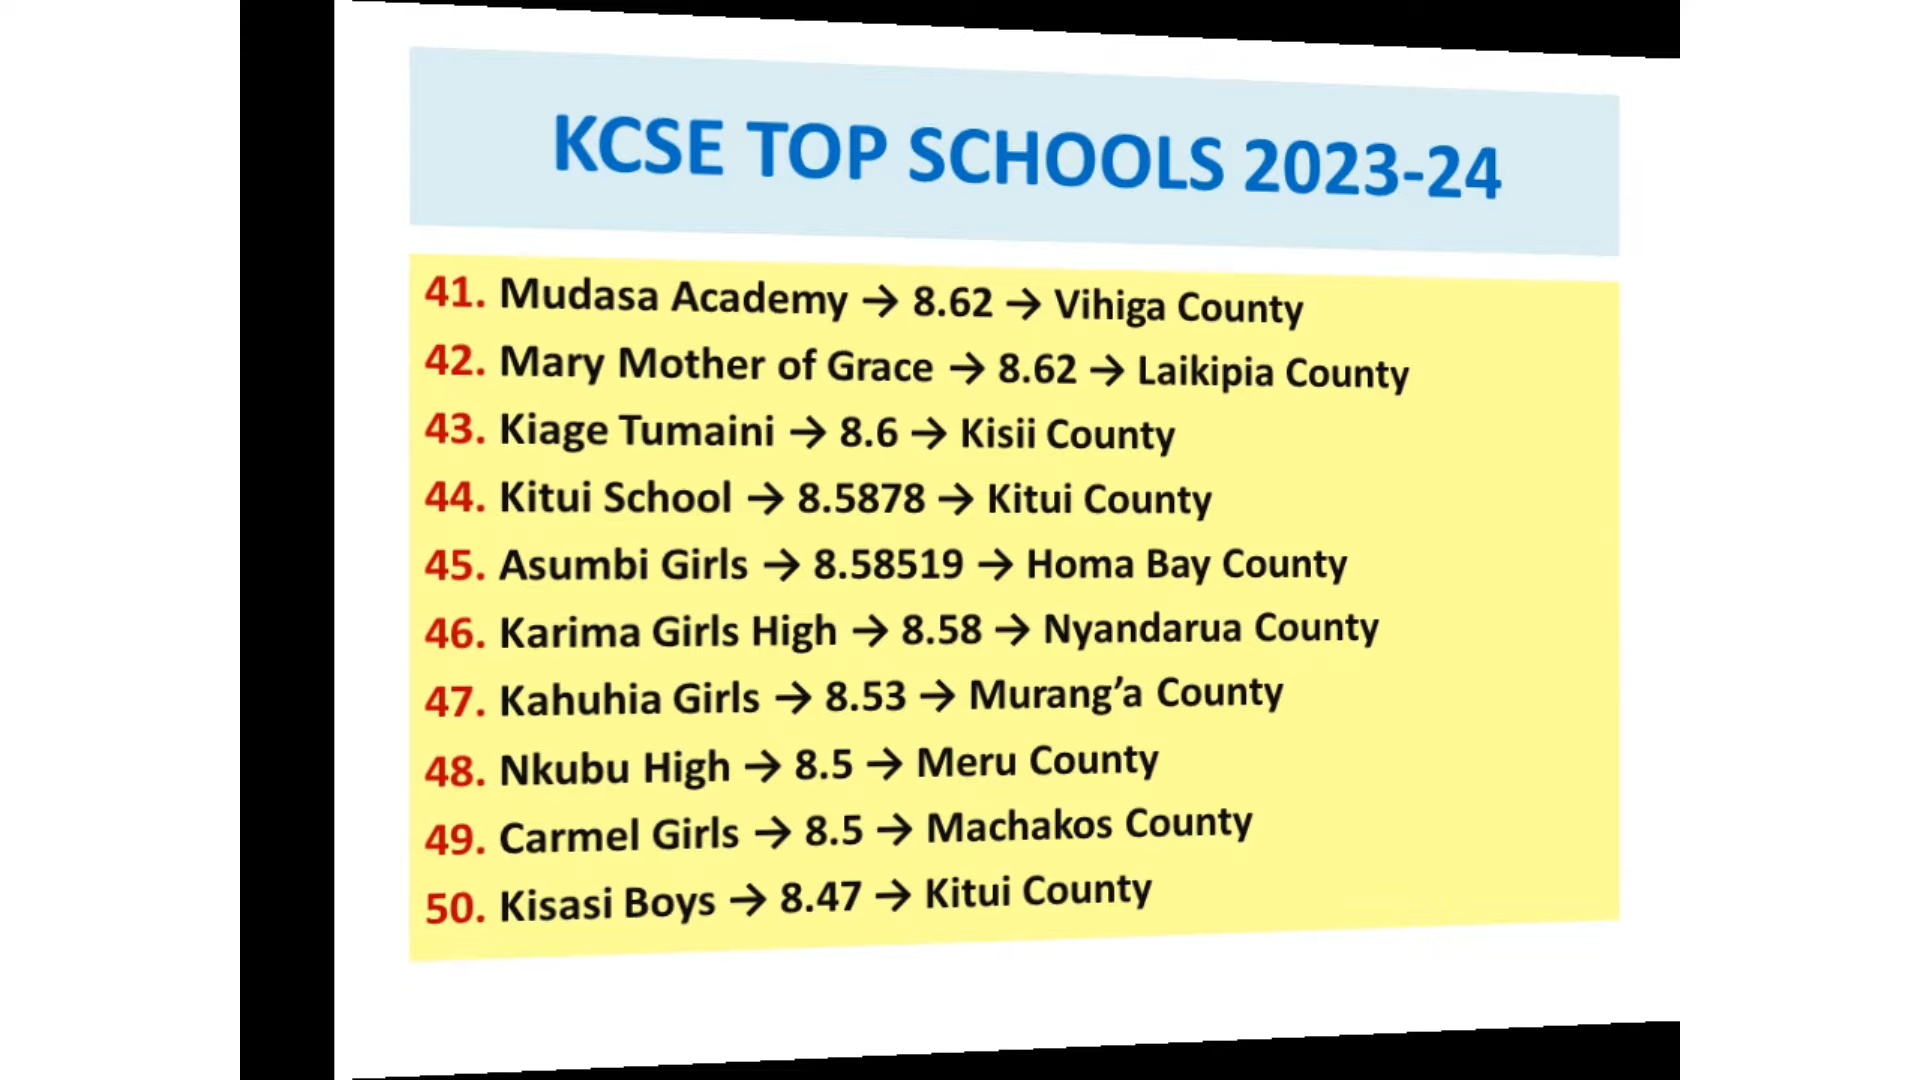 KCSE TOP SCHOOLS 2023-24
41. Mudasa Academy → 8.62 → Vihiga County
42. Mary Mother of Grace → 8.62 → Laikipia County
43. Kiage Tumaini → 8.6 → Kisii County
44. Kitui School → 8.5878 → Kitui County
45. Asumbi Girls → 8.58519 → Homa Bay County
46. Karima Girls High → 8.58 → Nyandarua County
47. Kahuhia Girls → 8.53 → Murang’a County
48. Nkubu High → 8.5 → Meru County
49. Carmel Girls → 8.5 → Machakos County
50. Kisasi Boys → 8.47 → Kitui County